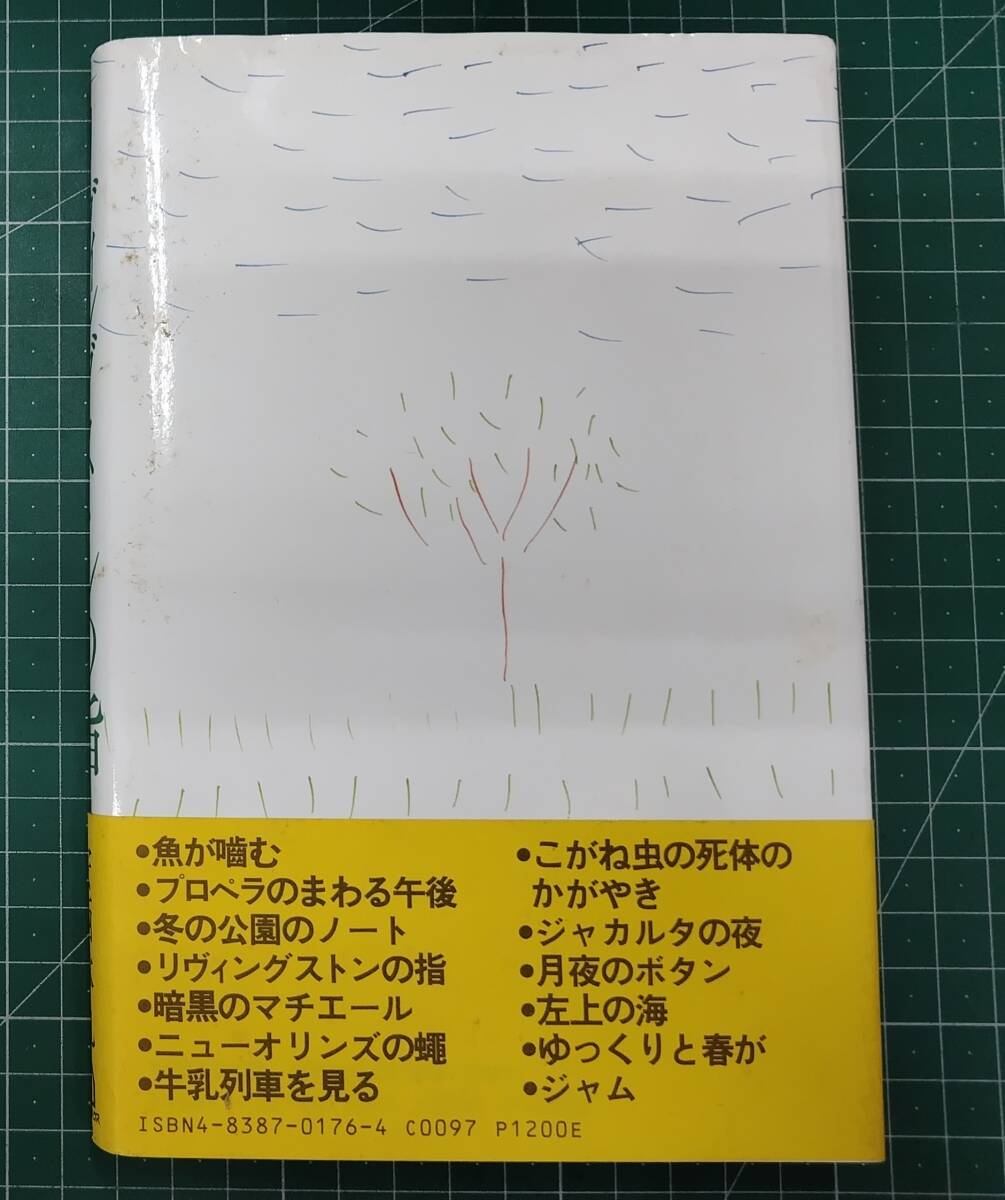 •魚が嚙む
•プロペラのまわる午後
•冬の公園のノート
•リヴィングストンの指
•暗黒のマチエール
•ニューオリンズの蠅
•牛乳列車を見る
•こがね虫の死体の
かがやき
•ジャカルタの夜
•月夜のボタン
•左上の海
•ゆっくりと春が
•ジャム
ISBN4-8387-0176-4 C0097 P1200E